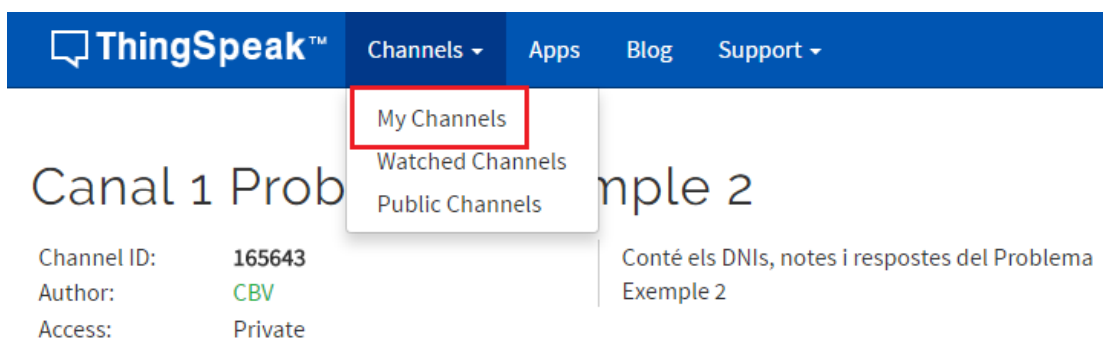 ThingSpeak™ Channels Apps Blog Support
My Channels
Watched Channels
Public Channels
Canal 1 Prob mple 2
Channel ID: 165643
Author: CBV
Access: Private
Conté els DNIs, notes i respostes del Problema
Exemple 2